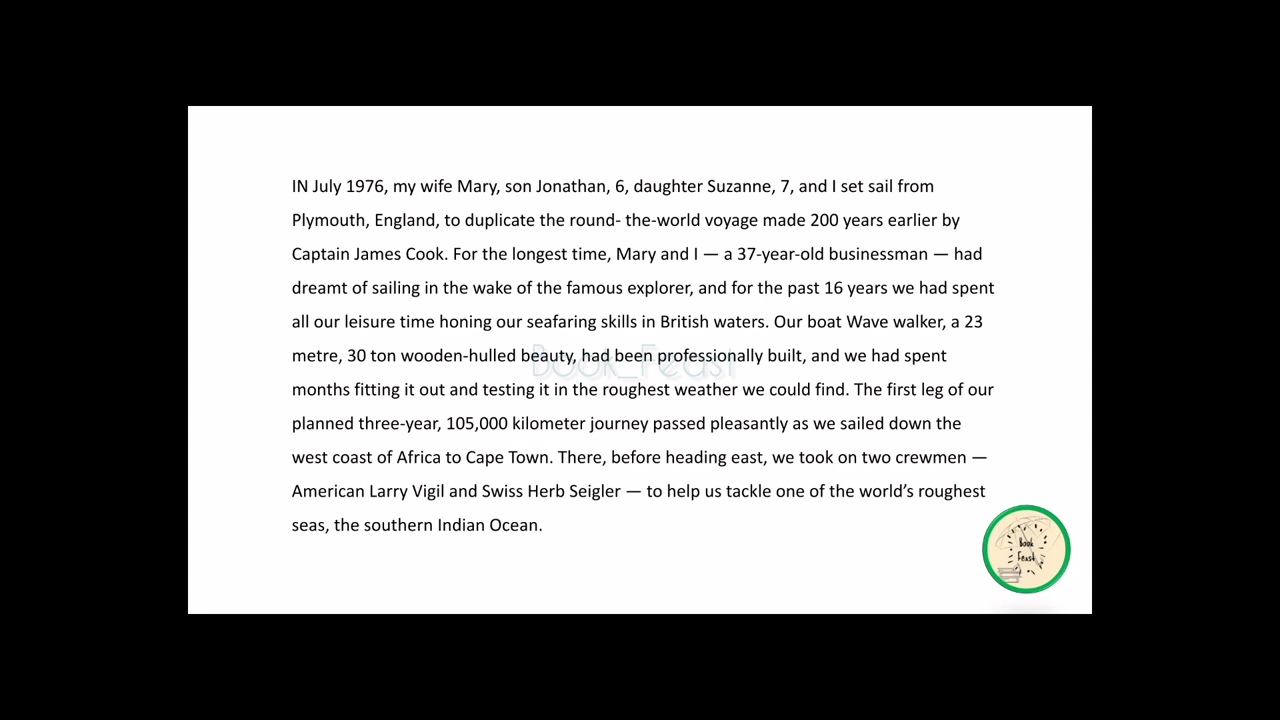 IN July 1976, my wife Mary, son Jonathan, 6, daughter Suzanne, 7, and I set sail from
Plymouth, England, to duplicate the round- the-world voyage made 200 years earlier by
Captain James Cook. For the longest time, Mary and I — a 37-year-old businessman — had
dreamt of sailing in the wake of the famous explorer, and for the past 16 years we had spent
all our leisure time honing our seafaring skills in British waters. Our boat Wave walker, a 23
metre, 30 ton wooden-hulled beauty, had been professionally built, and we had spent
Book_Feast
months fitting it out and testing it in the roughest weather we could find. The first leg of our
planned three-year, 105,000 kilometer journey passed pleasantly as we sailed down the
west coast of Africa to Cape Town. There, before heading east, we took on two crewmen —
American Larry Vigil and Swiss Herb Seigler — to help us tackle one of the world’s roughest
seas, the southern Indian Ocean.
Book
Feast